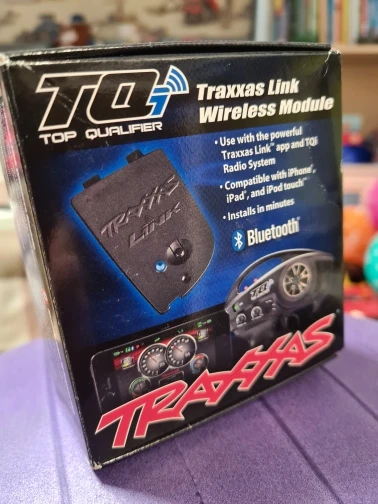 TQi
TOP QUALIFIER
Traxxas Link
Wireless Module
• Use with the powerful
Traxxas Link™ app and TQi
Radio System
• Compatible with iPhone®,
iPad®, and iPod touch®
• Installs in minutes
Bluetooth®
TRAXXAS
LINK
TQi
TRAXXAS